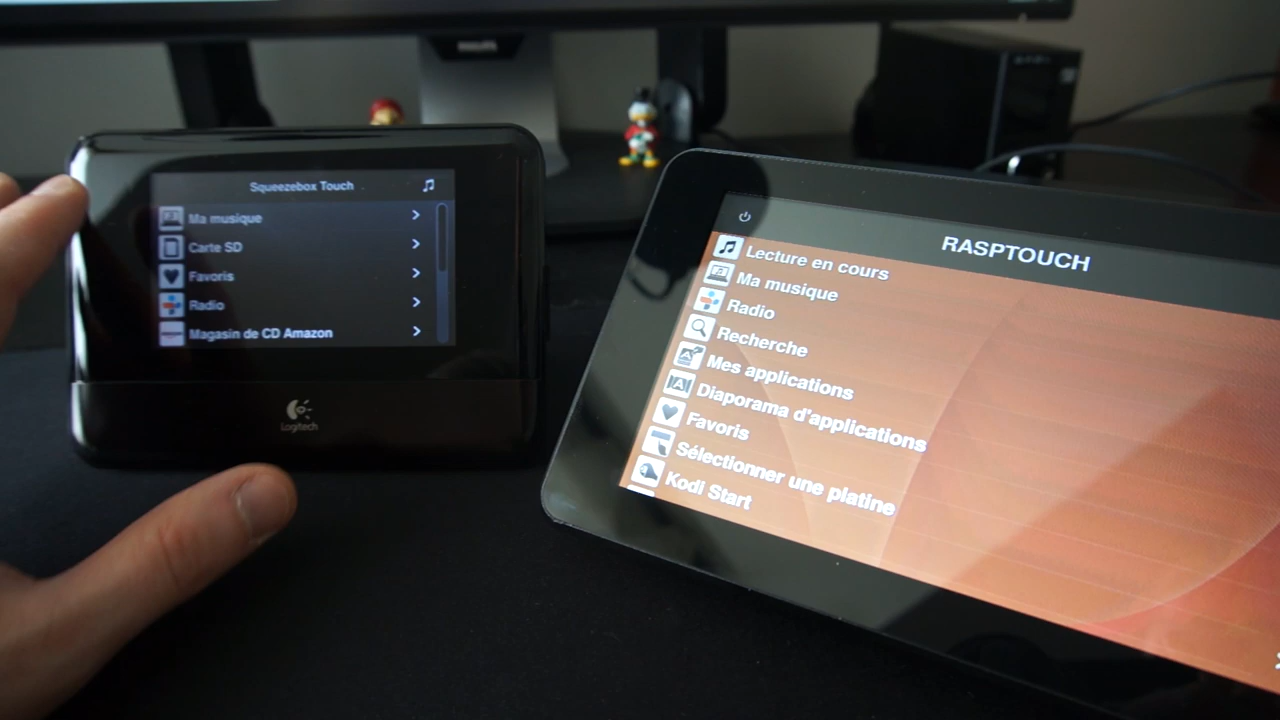 PHILIPS
Squeezebox Touch
Ma musique
Carte SD
Favoris
Radio
Magasin de CD Amazon
Logitech
RASPTOUCH
Lecture en cours
Ma musique
Radio
Recherche
Mes applications
Diaporama d'applications
Favoris
Sélectionner une platine
Kodi Start